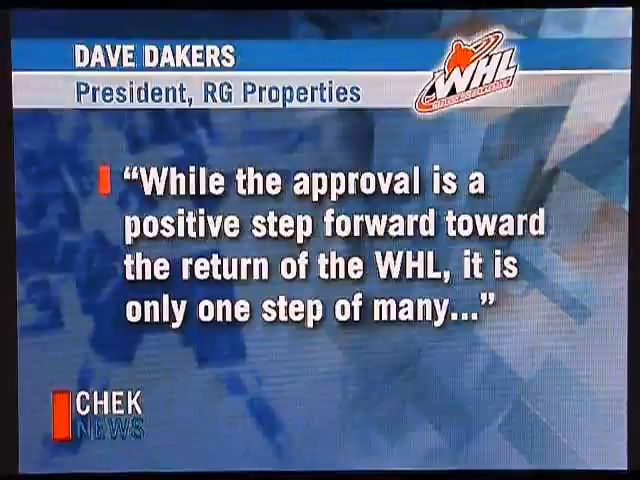 DAVE DAKERS
President, RG Properties
WHL
"While the approval is a
positive step forward toward
the return of the WHL, it is
only one step of many..."
CHEK
NEWS